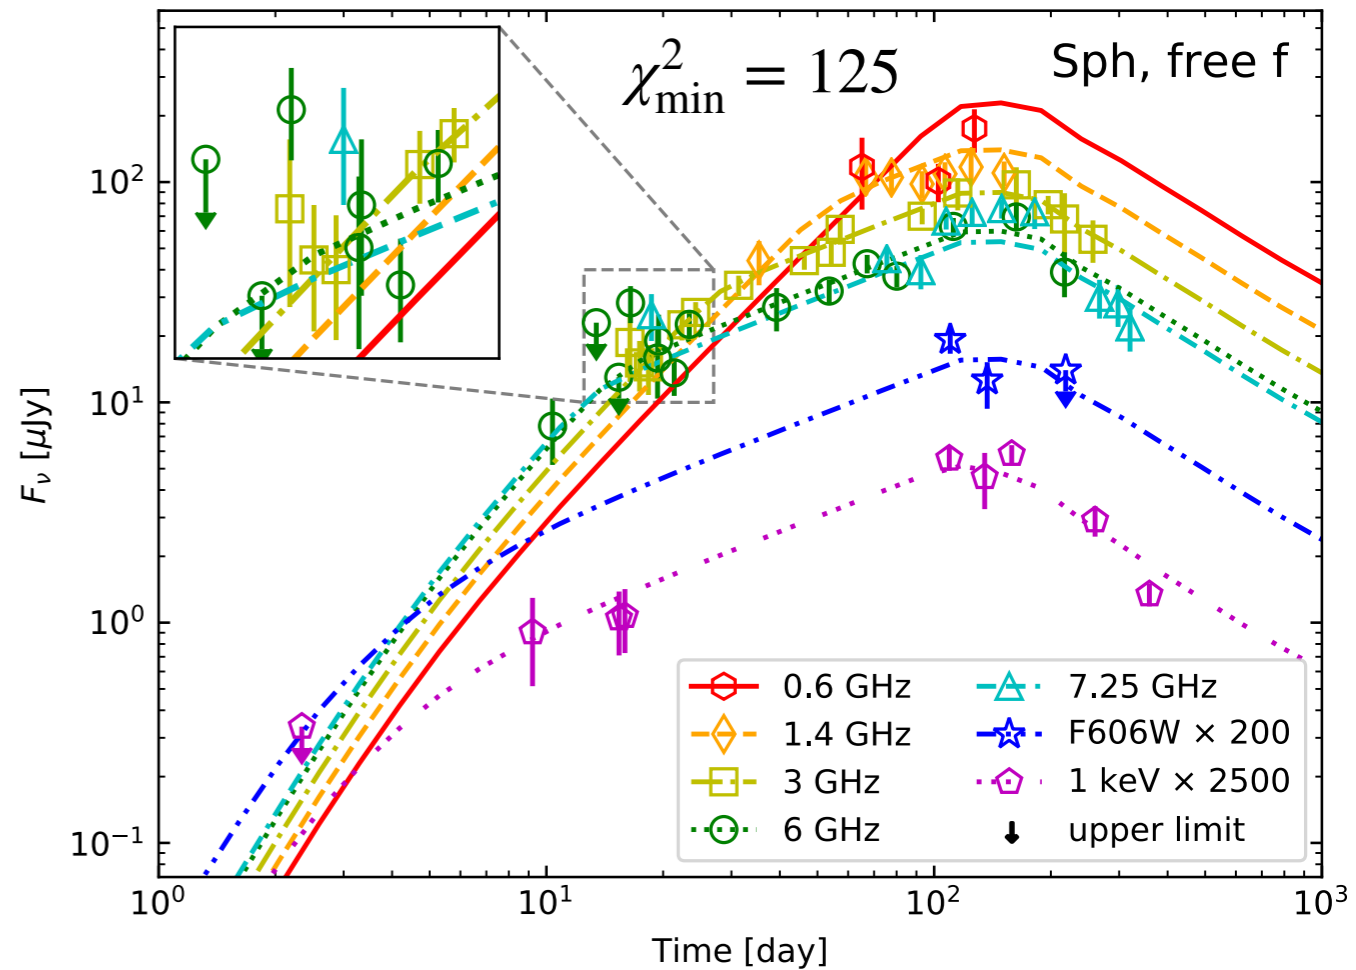 χ²min = 125
Sph, free f
10²
10¹
10⁰
10⁻¹
Fν [μJy]
10⁰ 10¹ 10² 10³
Time [day]
0.6 GHz
1.4 GHz
3 GHz
6 GHz
7.25 GHz
F606W × 200
1 keV × 2500
upper limit